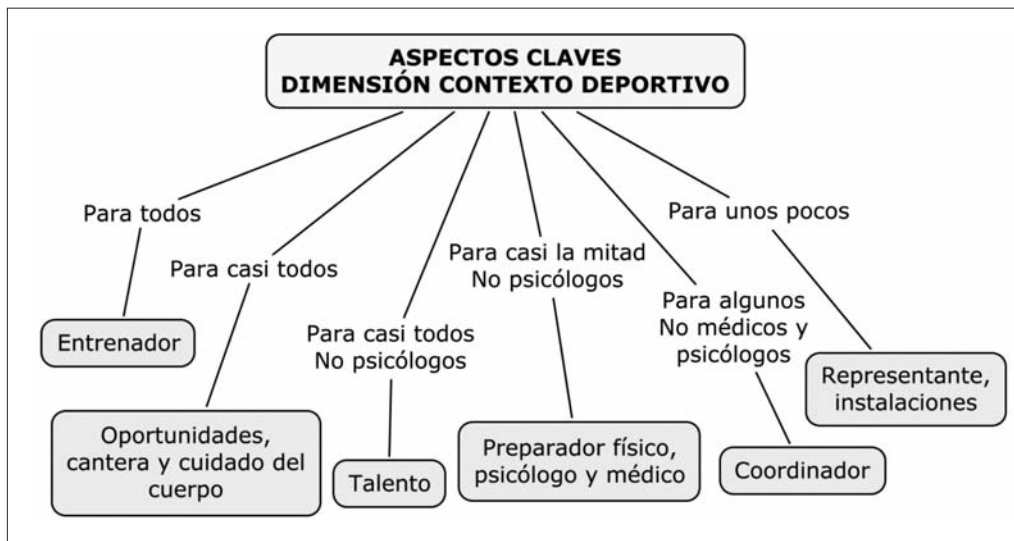 ASPECTOS CLAVES
DIMENSIÓN CONTEXTO DEPORTIVO
Para todos
Entrenador
Para casi todos
Oportunidades,
cantera y cuidado del
cuerpo
Para casi todos
No psicólogos
Talento
Para casi la mitad
No psicólogos
Preparador físico,
psicólogo y médico
Para algunos
No médicos y
psicólogos
Coordinador
Para unos pocos
Representante,
instalaciones